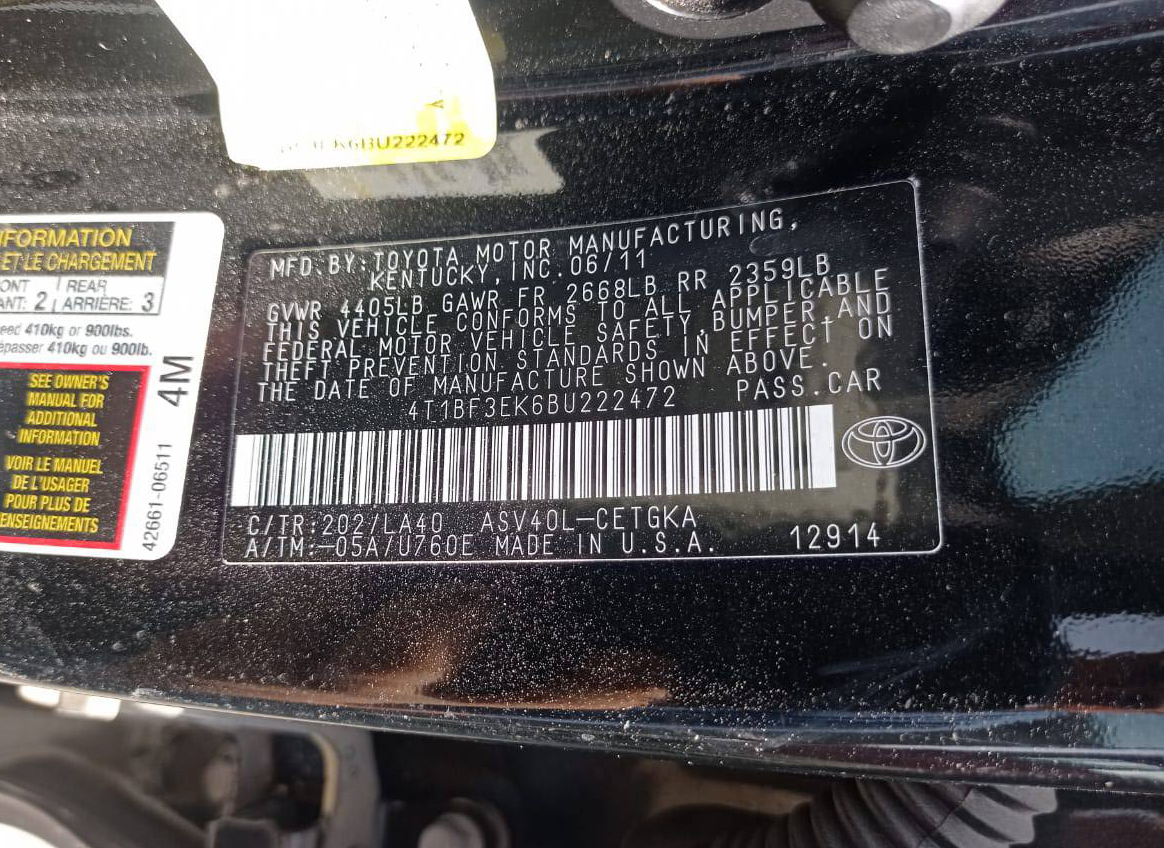 K6BU222472
MFD.BY:TOYOTA MOTOR MANUFACTURING,
KENTUCKY, INC. 06/11
GVWR 4405LB GAWR FR 2668LB RR 2359LB
THIS VEHICLE CONFORMS TO ALL APPLICABLE
FEDERAL MOTOR VEHICLE SAFETY,BUMPER,AND
THEFT PREVENTION STANDARDS IN EFFECT ON
THE DATE OF MANUFACTURE SHOWN ABOVE.
4T1BF3EK6BU222472 PASS.CAR
C/TR:202/LA40 ASV40L-CETGKA
A/TM:-05A/U760E MADE IN U.S.A. 12914
FORMATION
ET LE CHARGEMENT
ONT REAR
ANT: 2 ARRIÈRE: 3
eed 410kg or 900lbs.
épasser 410kg ou 900lb.
SEE OWNER'S
MANUAL FOR
ADDITIONAL
INFORMATION
VOIR LE MANUEL
DE L'USAGER
POUR PLUS DE
ENSEIGNEMENTS
42661-06511 4M